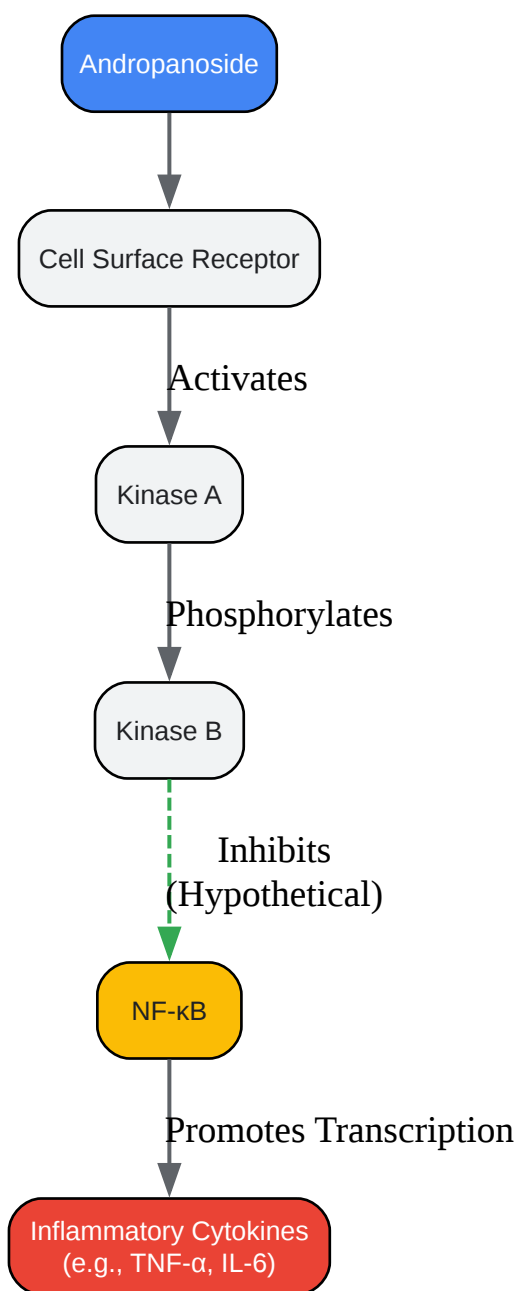 Andropanoside
Cell Surface Receptor
Activates
Kinase A
Phosphorylates
Kinase B
Inhibits
(Hypothetical)
NF-κB
Promotes Transcription
Inflammatory Cytokines
(e.g., TNF-α, IL-6)